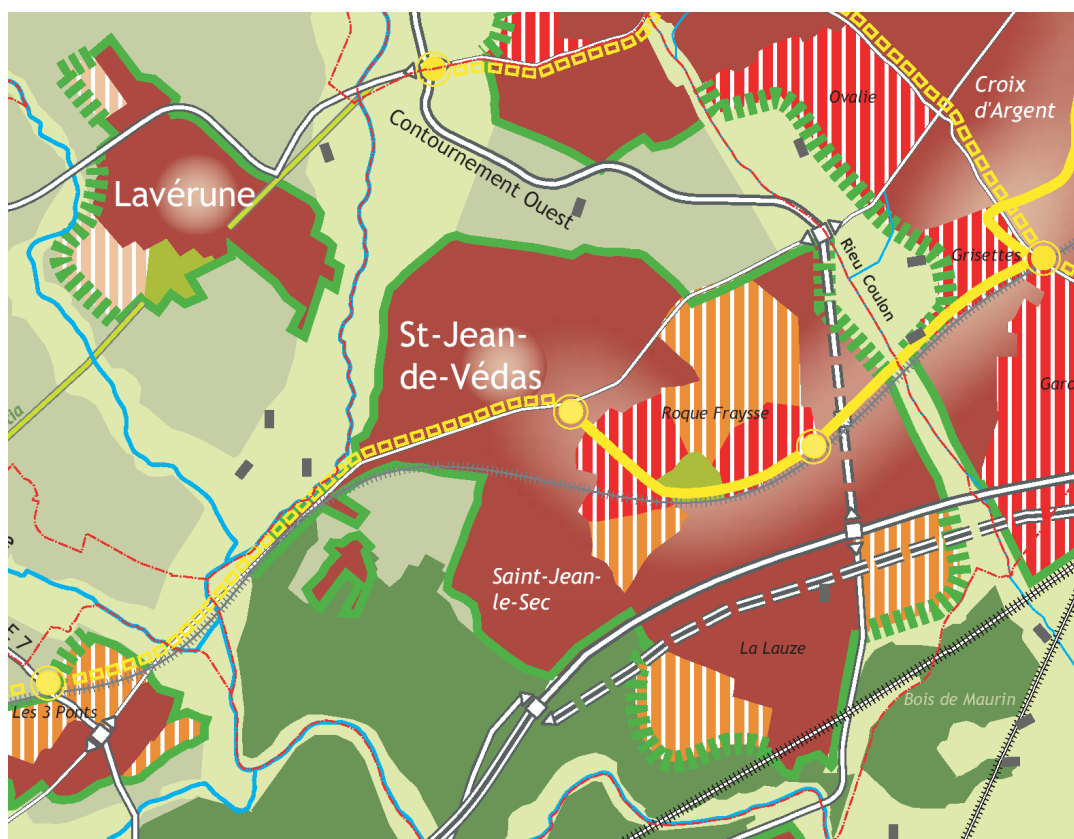 Ovalie
Croix
d'Argent
Contournement Ouest
Lavérune
Rieu Coulon
Grisettes
St-Jean-
de-Védas
Roque Fraysse
Saint-Jean-
le-Sec
La Lauze
Bois de Maurin
Les 3 Ponts